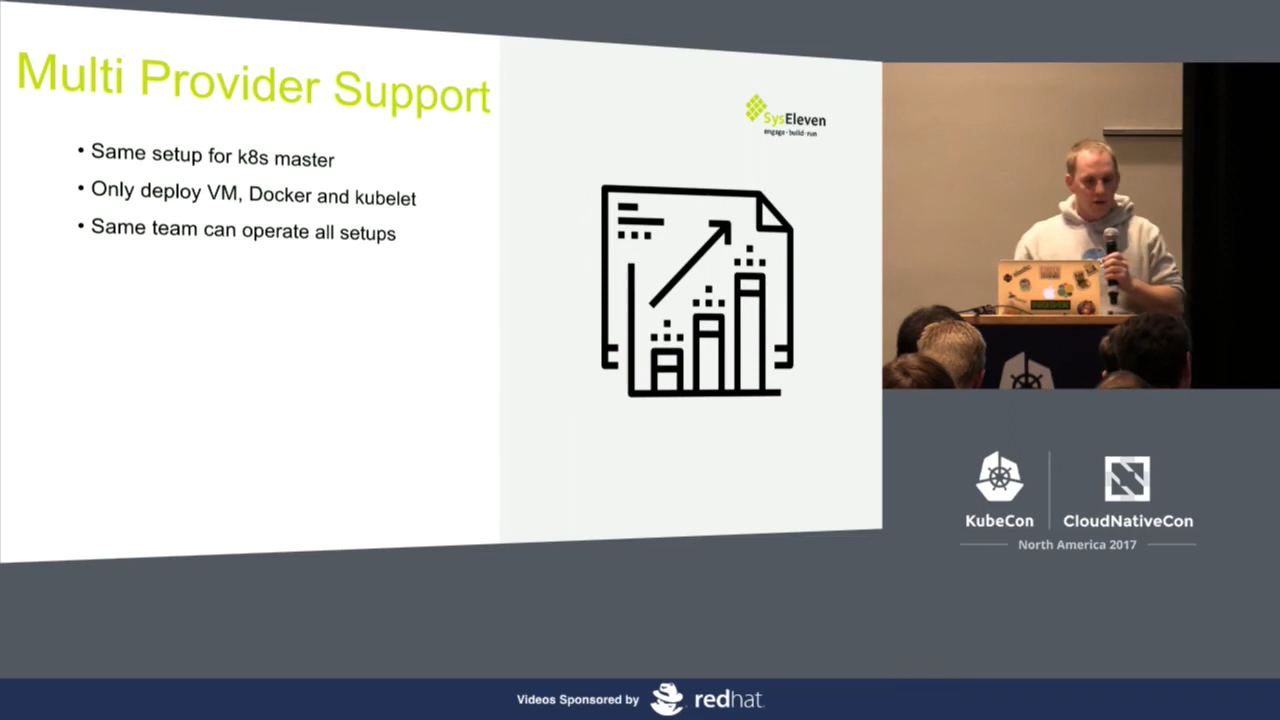 Multi Provider Support
• Same setup for k8s master
• Only deploy VM, Docker and kubelet
• Same team can operate all setups
SysEleven
engage-build-run
KubeCon
CloudNativeCon
North America 2017
Videos Sponsored by
redhat